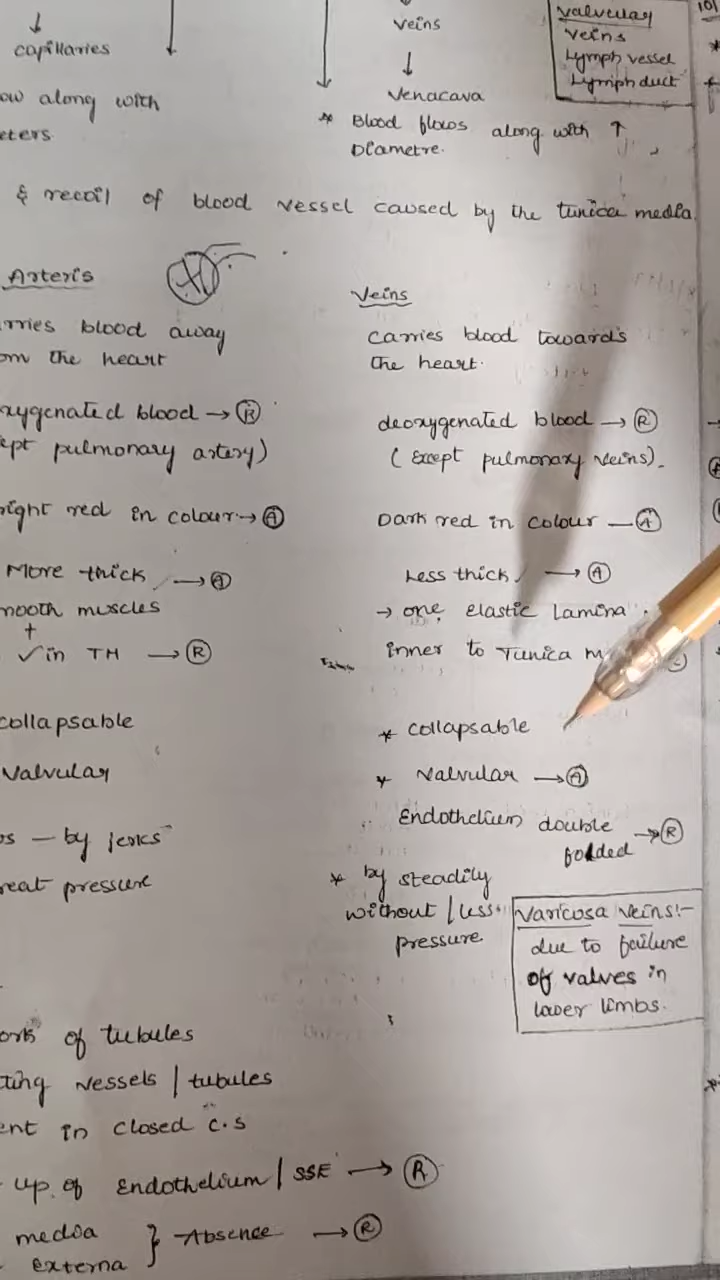 ↓
capillaries
veins
↓
Venacava
valvular
veins
Lymph vessel
Lymph duct
101
ow along with
eters.
* Blood flows along with ↑
Diametre.
& recoil of blood vessel caused by the tunica media.
Arteris
rries blood away
om the heart
xygenated blood → Ⓡ
ept pulmonary artery)
right red in colour → Ⓐ
More thick → Ⓐ
mooth muscles
+
✓ in TM → Ⓡ
collapsable
valvular
os - by jerks
reat pressure
Veins
Carries blood towards
the heart.
deoxygenated blood → Ⓡ
( Except pulmonary veins).
Dark red in colour - Ⓐ
Less thick → Ⓐ
→ one elastic Lamina
inner to Tunica M
* collapsable
* valvular → Ⓐ
Endothelium double
folded → Ⓡ
* by steadily
without / less
pressure.
Varicosa veins:-
due to failure
of valves in
lower limbs.
ork of tubules
ting vessels / tubules
ent in closed c.s
up of Endothelium / SSE → Ⓡ
media
externa } Absence → Ⓡ